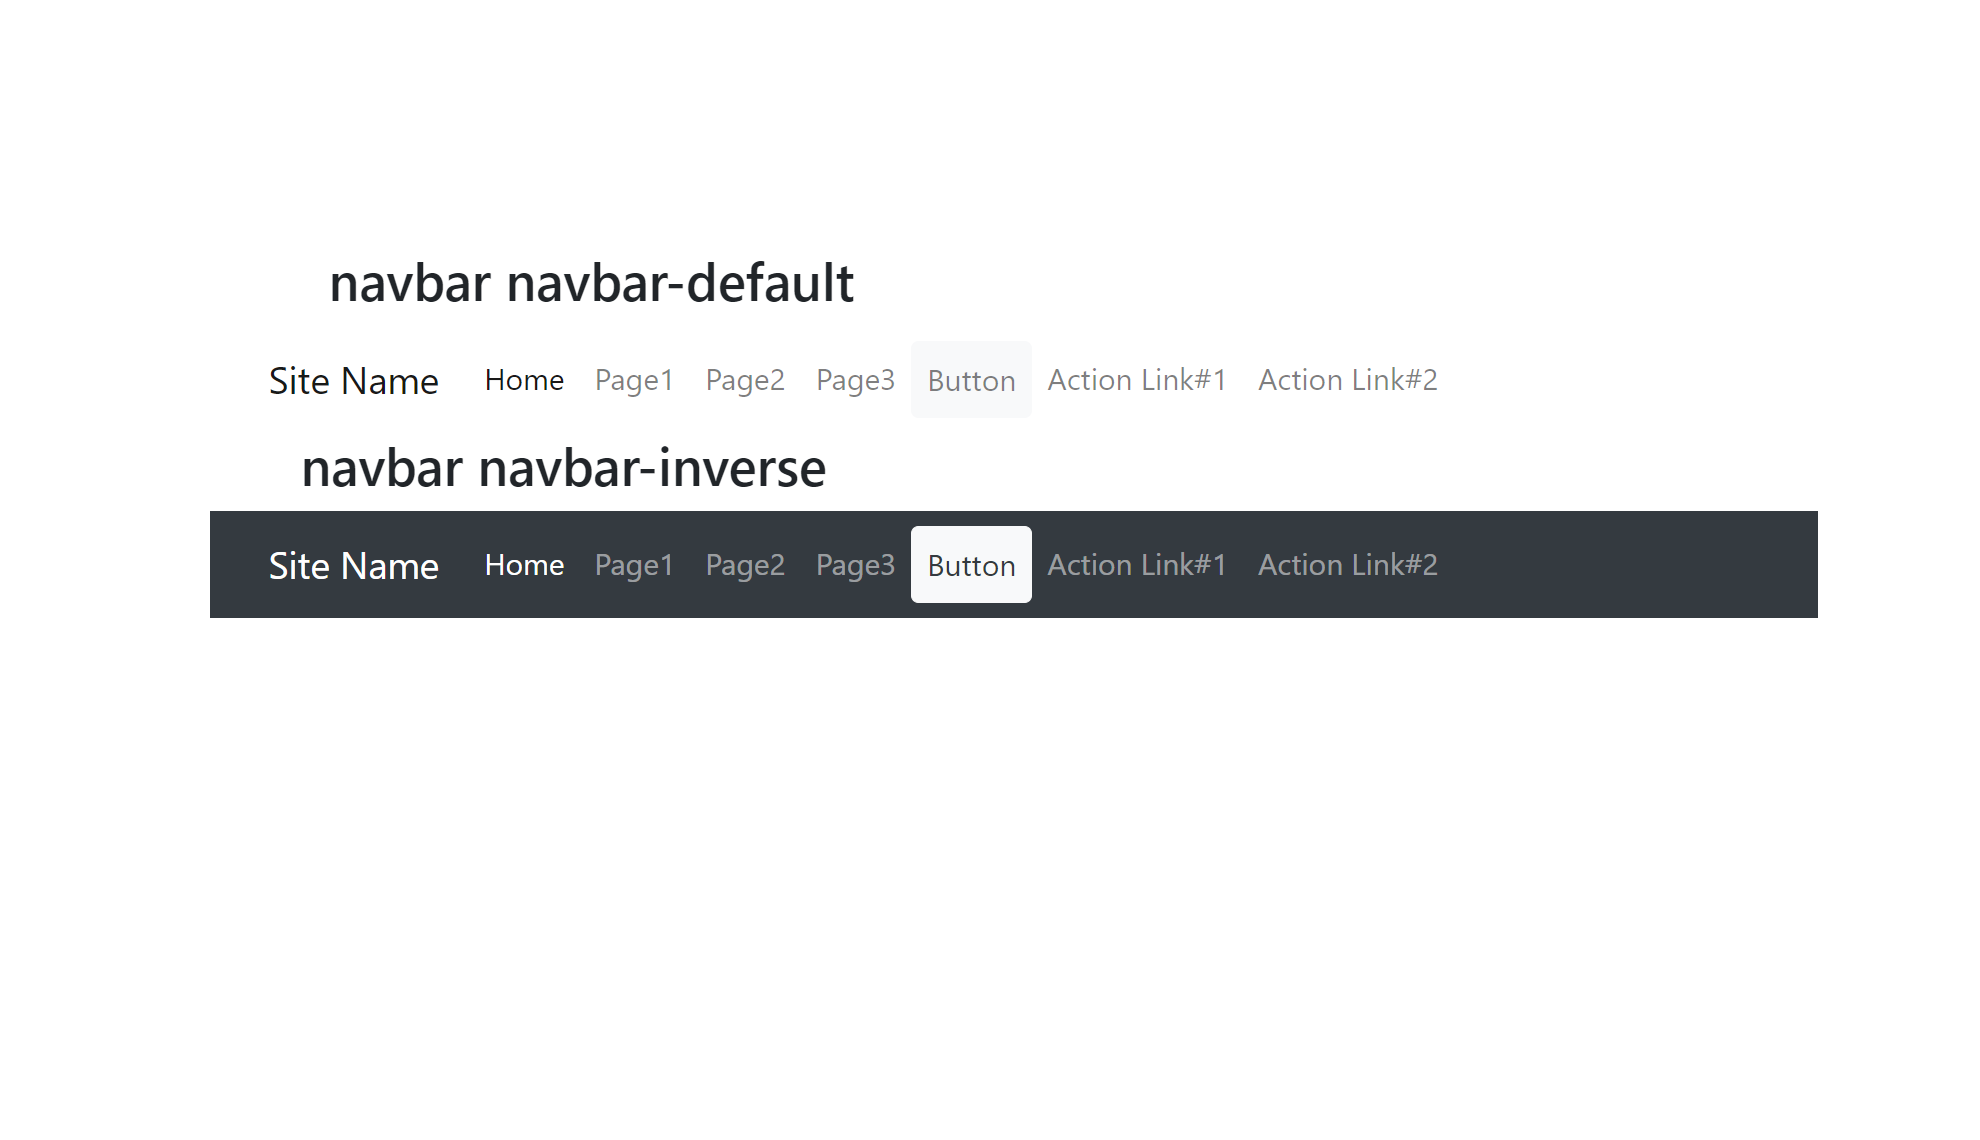 navbar navbar-default
Site Name Home Page1 Page2 Page3 Button Action Link#1 Action Link#2
navbar navbar-inverse
Site Name Home Page1 Page2 Page3 Button Action Link#1 Action Link#2